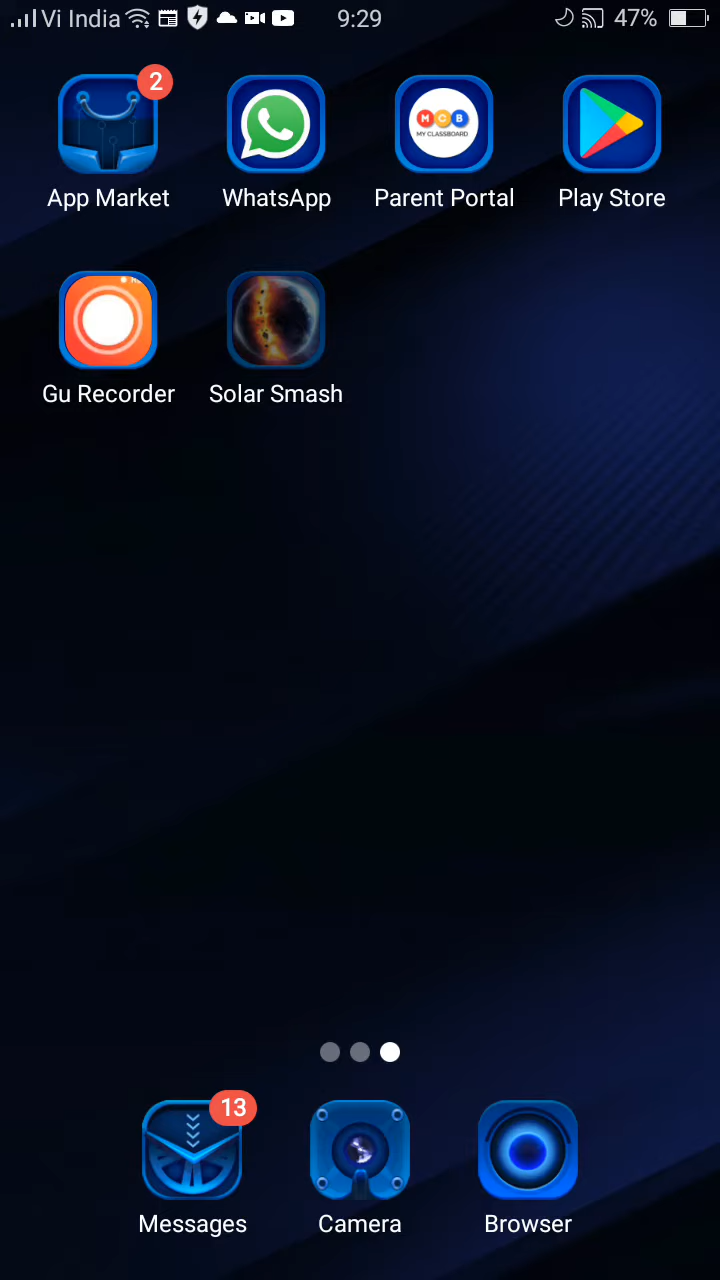 Vi India 9:29 47%
2
App Market WhatsApp Parent Portal Play Store
MCB
MY CLASSBOARD
Gu Recorder Solar Smash
13
Messages Camera Browser